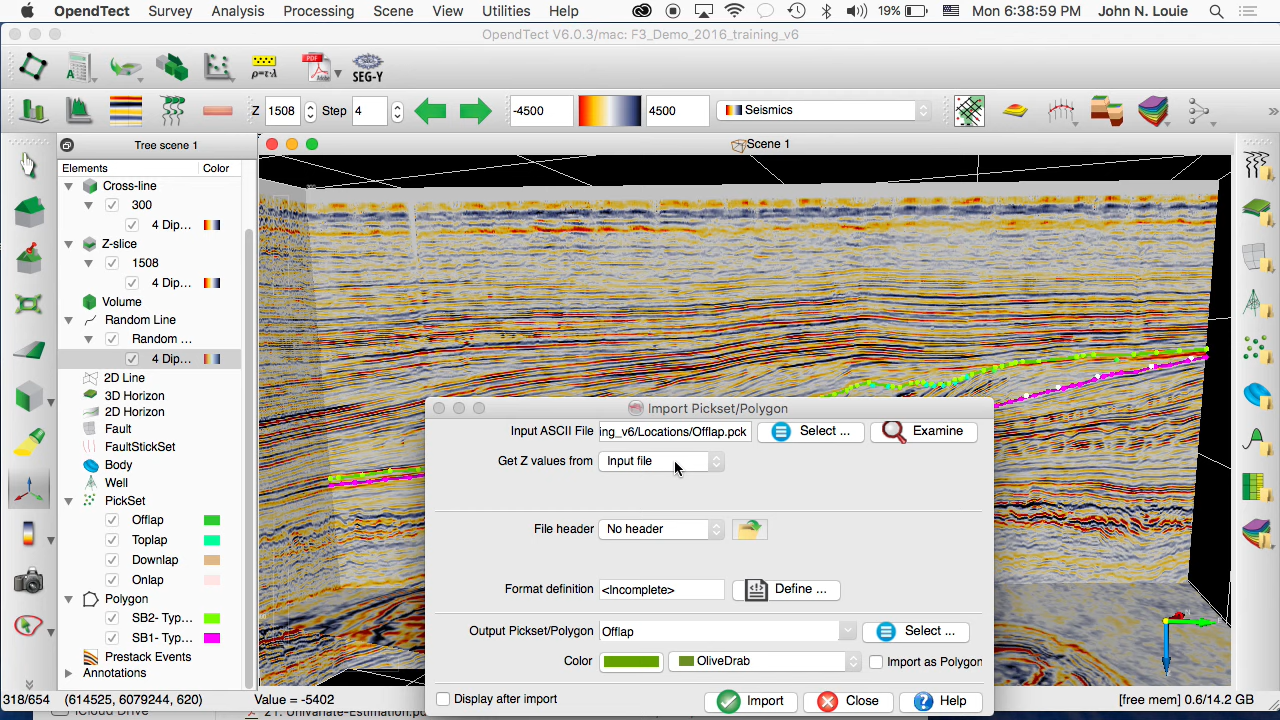 OpendTect Survey Analysis Processing Scene View Utilities Help 19% Mon 6:38:59 PM John N. Louie
OpendTect V6.0.3/mac: F3_Demo_2016_training_v6
ρ=τ·λ PDF SEG-Y
Z 1508 Step 4 -4500 4500 Seismics »
Tree scene 1
Scene 1
Elements Color
Cross-line
300
4 Dip...
Z-slice
1508
4 Dip...
Volume
Random Line
Random ...
4 Dip...
2D Line
3D Horizon
2D Horizon
Fault
FaultStickSet
Body
Well
PickSet
Offlap
Toplap
Downlap
Onlap
Polygon
SB2- Typ...
SB1- Typ...
Prestack Events
Annotations
Import Pickset/Polygon
Input ASCII File ing_v6/Locations/Offlap.pck Select ... Examine
Get Z values from Input file
File header No header
Format definition <Incomplete> Define ...
Output Pickset/Polygon Offlap Select ...
Color OliveDrab Import as Polygon
Display after import Import Close Help
318/654 (614525, 6079244, 620) Value = -5402 [free mem] 0.6/14.2 GB
iCloud Drive 21. Univariate-Estimation.pd